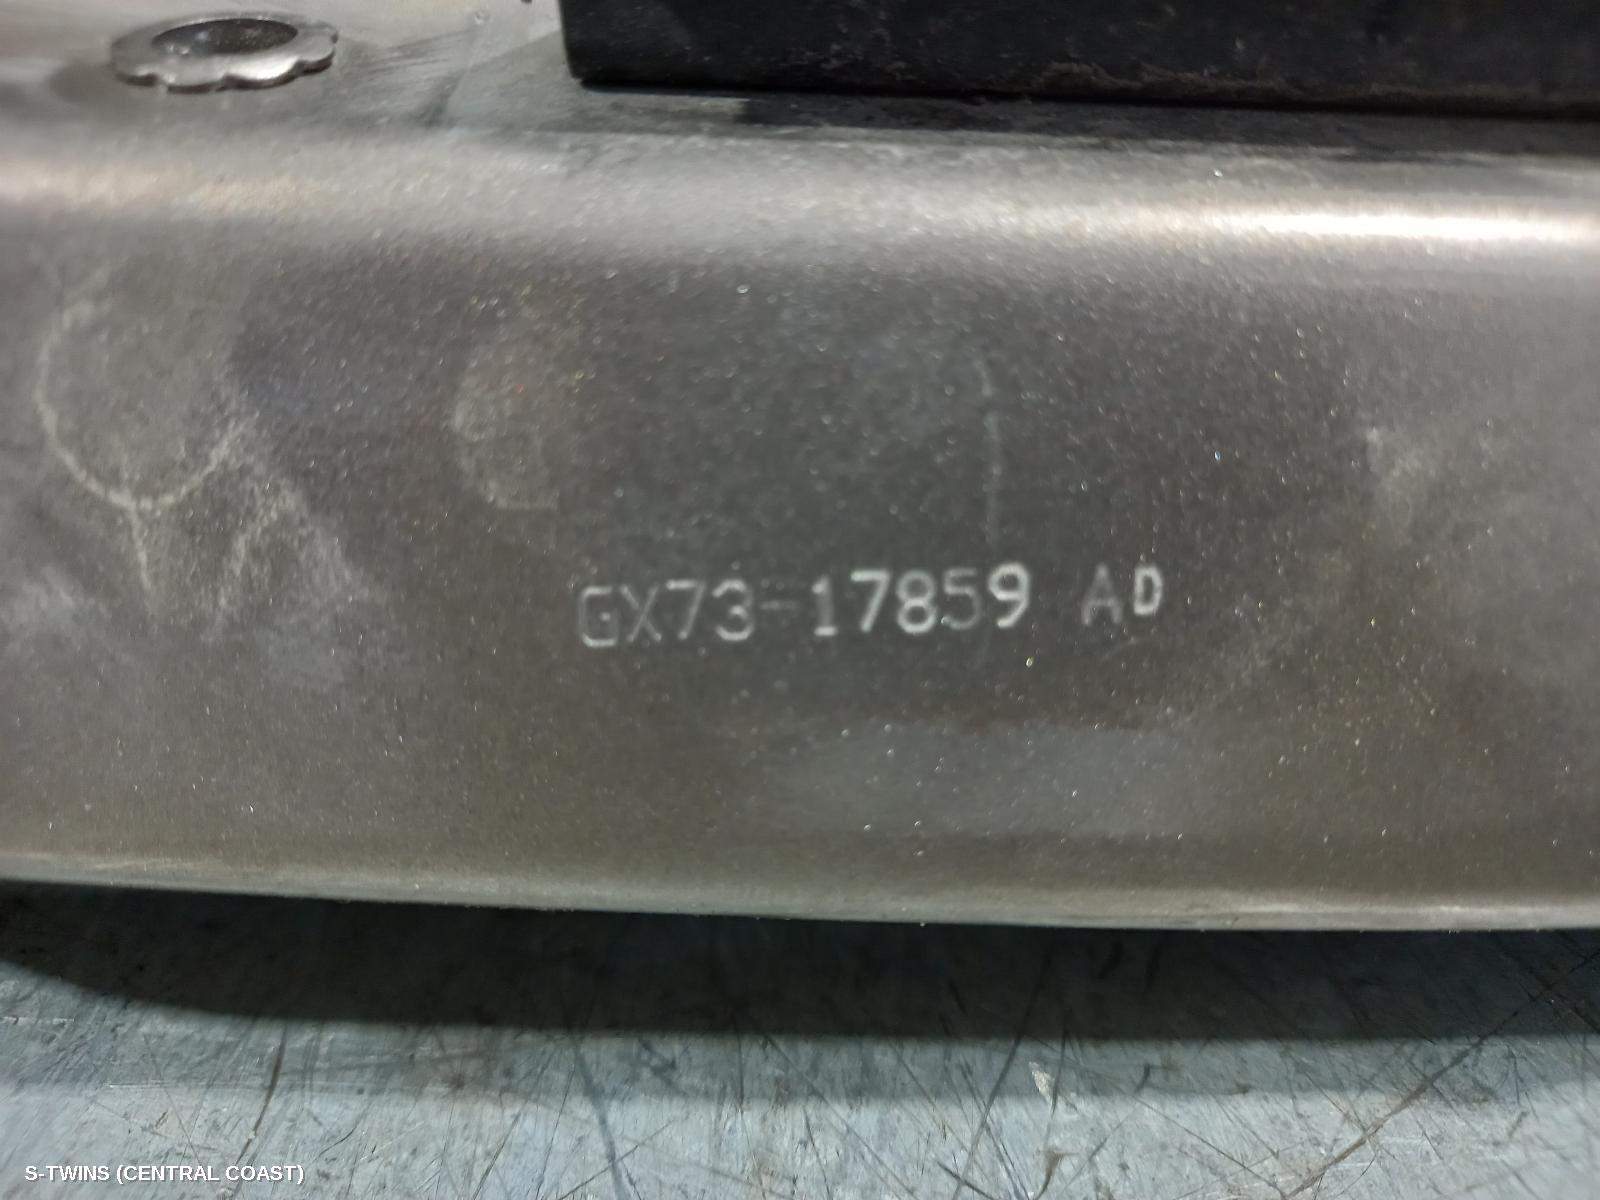 GX73-17859 AD
S-TWINS (CENTRAL COAST)